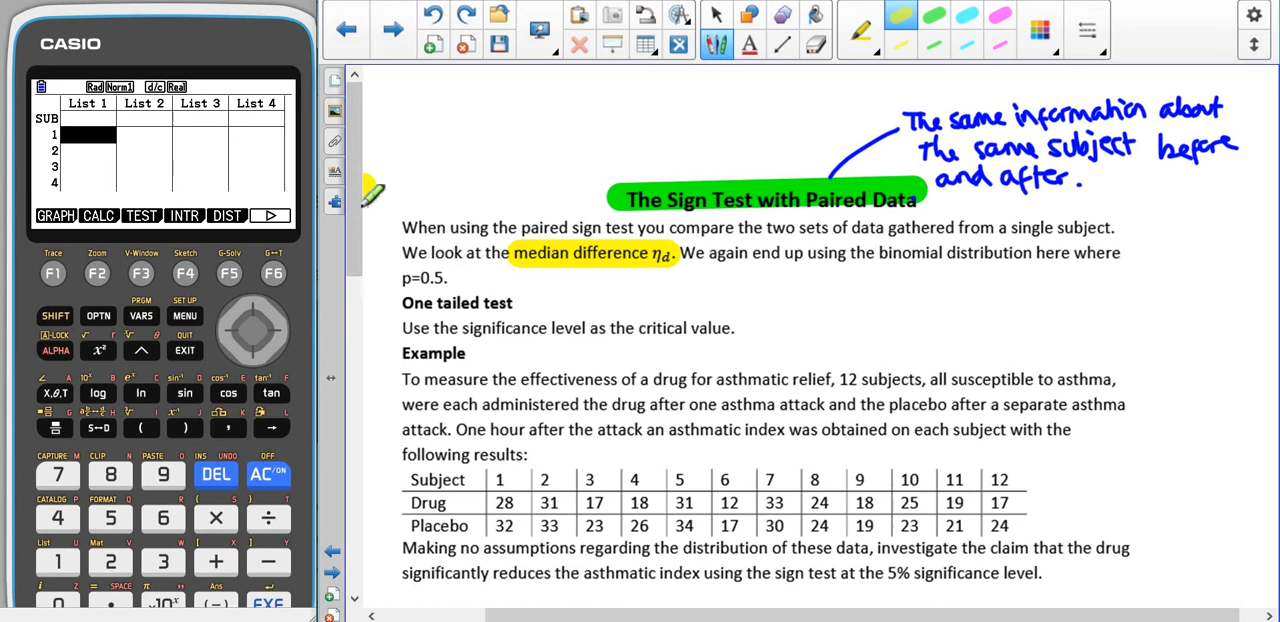 CASIO
Rad Norm1 d/c Real
List 1 List 2 List 3 List 4
SUB
1
2
3
4
GRAPH CALC TEST INTR DIST ▷
Trace Zoom V-Window Sketch G-Solv G↔T
F1 F2 F3 F4 F5 F6
PRGM SET UP
SHIFT OPTN VARS MENU
A-LOCK √ r ∛ θ QUIT
ALPHA x² ^ EXIT
∠ A 10ˣ B eˣ C sin⁻¹ D cos⁻¹ E tan⁻¹ F
X,θ,T log ln sin cos tan
G H I J K L
S↔D ( ) , →
CAPTURE M CLIP N PASTE O INS UNDO OFF
7 8 9 DEL AC/ON
CATALOG P FORMAT Q R { S } T
4 5 6 × ÷
List U Mat V W [ X ] Y
1 2 3 + −
i Z = SPACE π " Ans
0 . ×10ˣ (−) EXE
The same information about
the same subject before
and after.
The Sign Test with Paired Data
When using the paired sign test you compare the two sets of data gathered from a single subject.
We look at the median difference η_d. We again end up using the binomial distribution here where
p=0.5.
One tailed test
Use the significance level as the critical value.
Example
To measure the effectiveness of a drug for asthmatic relief, 12 subjects, all susceptible to asthma,
were each administered the drug after one asthma attack and the placebo after a separate asthma
attack. One hour after the attack an asthmatic index was obtained on each subject with the
following results:
Subject 1 2 3 4 5 6 7 8 9 10 11 12
Drug 28 31 17 18 31 12 33 24 18 25 19 17
Placebo 32 33 23 26 34 17 30 24 19 23 21 24
Making no assumptions regarding the distribution of these data, investigate the claim that the drug
significantly reduces the asthmatic index using the sign test at the 5% significance level.